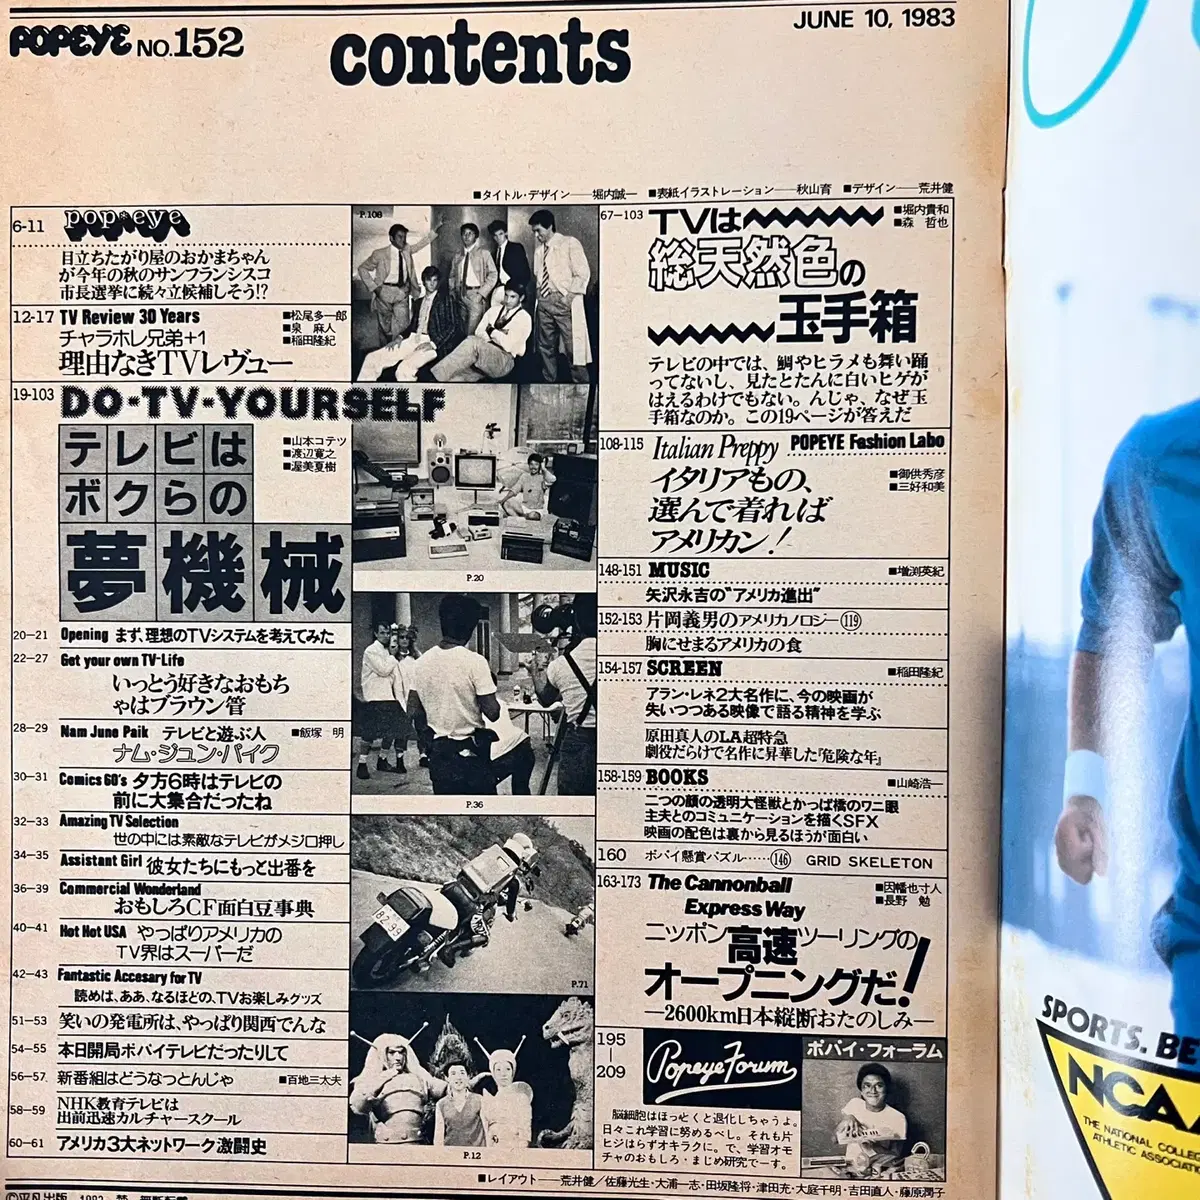 POPEYE NO.152
contents
JUNE 10, 1983
■タイトル・デザイン──堀内誠一 ■表紙イラストレーション──秋山育 ■デザイン──荒井健
6-11 pop・eye
目立ちたがり屋のおかまちゃん
が今年の秋のサンフランシスコ
市長選挙に続々立候補しそう!?
12-17 TV Review 30 Years
チャラホレ兄弟+1
理由なきTVレヴュー
■松尾多一郎
■泉 麻人
■稲田隆紀
19-103 DO-TV-YOURSELF
テレビは
ボクらの
夢機械
■山本コテツ
■渡辺寛之
■渥美夏樹
20-21 Opening まず、理想のTVシステムを考えてみた
22-27 Get your own TV-Life
いっとう好きなおもち
ゃはブラウン管
28-29 Nam June Paik テレビと遊ぶ人
ナム・ジュン・パイク
■飯塚 明
30-31 Comics 60's 夕方6時はテレビの
前に大集合だったね
32-33 Amazing TV Selection
世の中には素敵なテレビがメジロ押し
34-35 Assistant Girl 彼女たちにもっと出番を
36-39 Commercial Wonderland
おもしろCF面白豆事典
40-41 Hot Hot USA やっぱりアメリカの
TV界はスーパーだ
42-43 Fantastic Accesary for TV
読めば、ああ、なるほどの、TVお楽しみグッズ
51-53 笑いの発電所は、やっぱり関西でんな
54-55 本日開局ポパイテレビだったりして
56-57 新番組はどうなっとんじゃ ■百地三太夫
58-59 NHK教育テレビは
出前迅速カルチャースクール
60-61 アメリカ3大ネットワーク激闘史
P.108
P.20
P.36
82-99
P.71
P.12
67-103 TVは
総天然色の
玉手箱
■堀内貴和
■森 哲也
テレビの中では、鯛やヒラメも舞い踊
ってないし、見たとたんに白いヒゲが
はえるわけでもない。んじゃ、なぜ玉
手箱なのか。この19ページが答えだ
108-115 Italian Preppy POPEYE Fashion Labo
イタリアもの、
選んで着れば
アメリカン!
■御供秀彦
■三好和美
148-151 MUSIC ■増渕英紀
矢沢永吉の"アメリカ進出"
152-153 片岡義男のアメリカノロジー(119)
胸にせまるアメリカの食
154-157 SCREEN ■稲田隆紀
アラン・レネ2大名作に、今の映画が
失いつつある映像で語る精神を学ぶ
原田真人のLA超特急
劇役だらけで名作に昇華した『危険な年』
158-159 BOOKS ■山崎浩一
二つの顔の透明大怪獣とかっぱ橋のワニ眼
主夫とのコミュニケーションを描くSFX
映画の配色は裏から見るほうが面白い
160 ポパイ懸賞パズル……(146) GRID SKELETON
163-173 The Cannonball
Express Way
ニッポン高速ツーリングの
オープニングだ!
─2600km日本縦断おたのしみ─
■因幡也寸人
■長野 勉
195
|
209
Popeye Forum
ポパイ・フォーラム
脳細胞はほっとくと退化しちゃうよ。
日々これ学習に努めるべし。それも片
ヒジはらずオキラクに。で、学習オモ
チャのおもしろ・まじめ研究でーす。
■レイアウト──荒井健/佐藤光生・大浦一志・田坂隆将・津田充・大庭千明・吉田直人・藤原潤子
SPORTS. BE
NCAA
THE NATIONAL COLLEG
ATHLETIC ASSOCIATIO